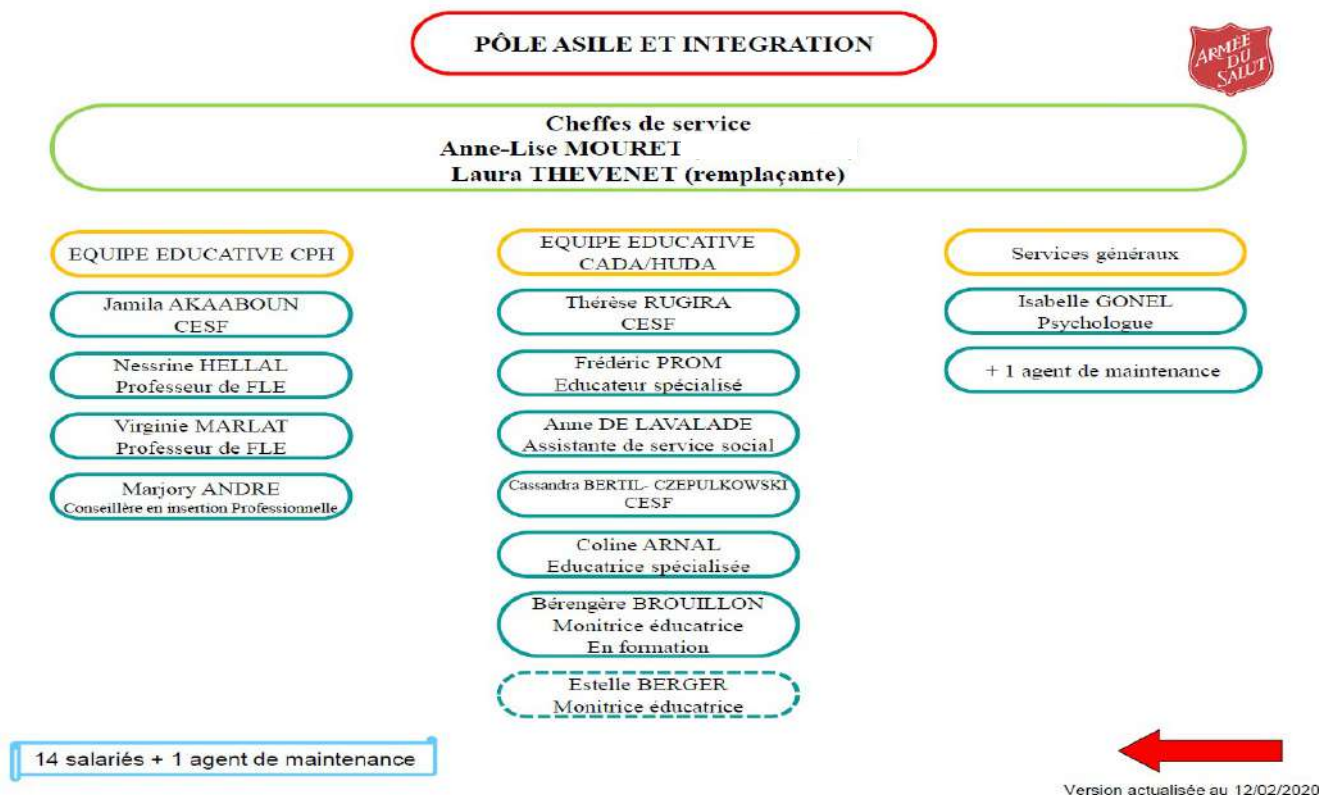 PÔLE ASILE ET INTEGRATION
ARMÉE
DU
SALUT
Cheffes de service
Anne-Lise MOURET
Laura THEVENET (remplaçante)
EQUIPE EDUCATIVE CPH
Jamila AKAABOUN
CESF
Nessrine HELLAL
Professeur de FLE
Virginie MARLAT
Professeur de FLE
Marjory ANDRE
Conseillère en insertion Professionnelle
EQUIPE EDUCATIVE
CADA/HUDA
Thérèse RUGIRA
CESF
Frédéric PROM
Educateur spécialisé
Anne DE LAVALADE
Assistante de service social
Cassandra BERTIL- CZEPULKOWSKI
CESF
Coline ARNAL
Educatrice spécialisée
Bérengère BROUILLON
Monitrice éducatrice
En formation
Estelle BERGER
Monitrice éducatrice
Services généraux
Isabelle GONEL
Psychologue
+ 1 agent de maintenance
14 salariés + 1 agent de maintenance
Version actualisée au 12/02/2020